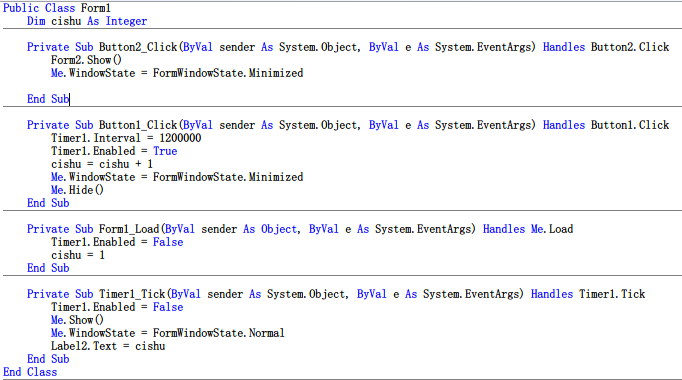 Public Class Form1
    Dim cishu As Integer
    Private Sub Button2_Click(ByVal sender As System.Object, ByVal e As System.EventArgs) Handles Button2.Click
        Form2.Show()
        Me.WindowState = FormWindowState.Minimized
    End Sub
    Private Sub Button1_Click(ByVal sender As System.Object, ByVal e As System.EventArgs) Handles Button1.Click
        Timer1.Interval = 1200000
        Timer1.Enabled = True
        cishu = cishu + 1
        Me.WindowState = FormWindowState.Minimized
        Me.Hide()
    End Sub
    Private Sub Form1_Load(ByVal sender As Object, ByVal e As System.EventArgs) Handles Me.Load
        Timer1.Enabled = False
        cishu = 1
    End Sub
    Private Sub Timer1_Tick(ByVal sender As System.Object, ByVal e As System.EventArgs) Handles Timer1.Tick
        Timer1.Enabled = False
        Me.Show()
        Me.WindowState = FormWindowState.Normal
        Label2.Text = cishu
    End Sub
End Class